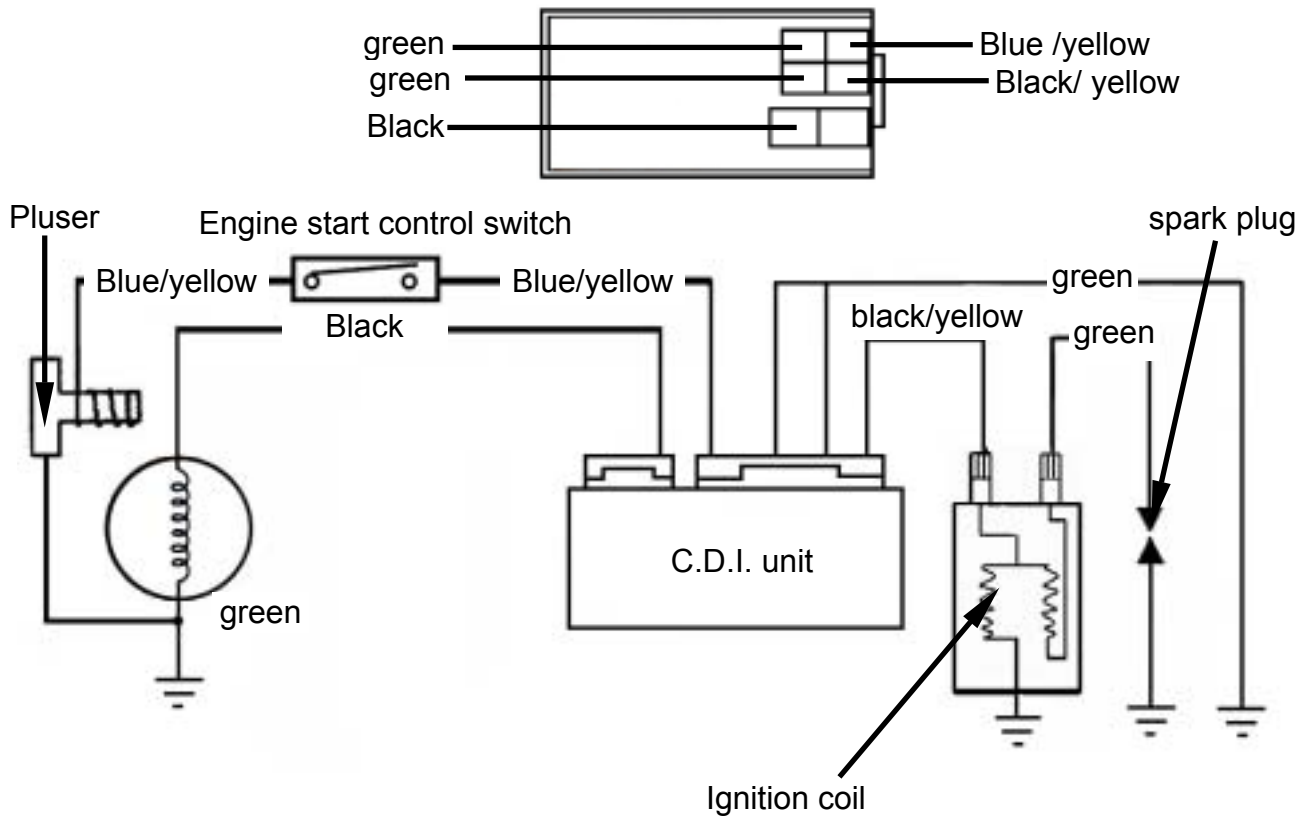 green
Blue /yellow
green
Black/ yellow
Black
Pluser
Engine start control switch
spark plug
Blue/yellow
Blue/yellow
green
Black
black/yellow
green
C.D.I. unit
green
Ignition coil